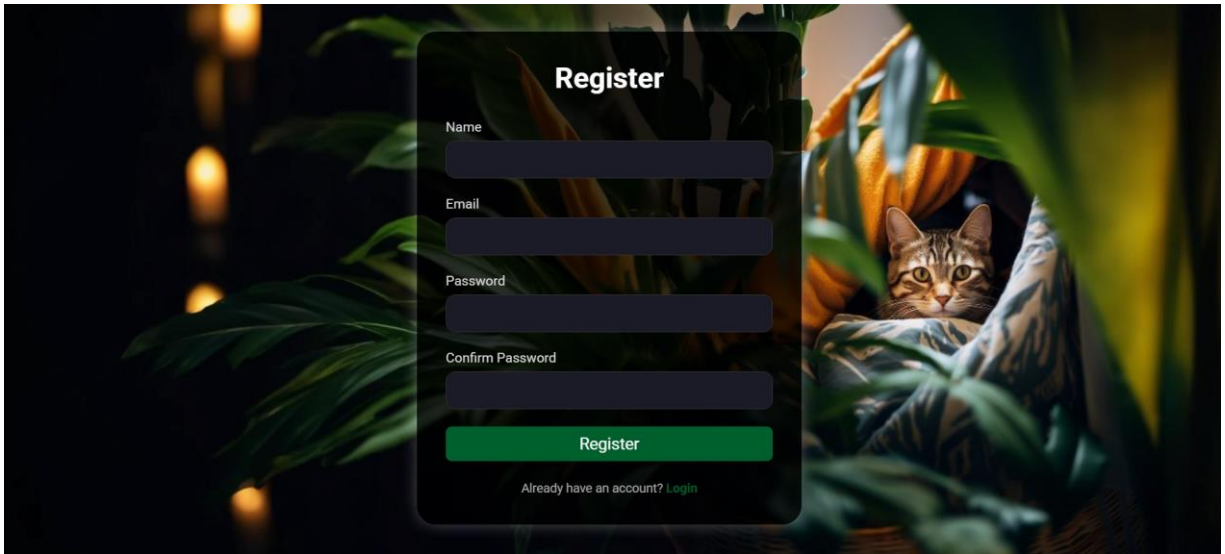 Register
Name
Email
Password
Confirm Password
Register
Already have an account? Login